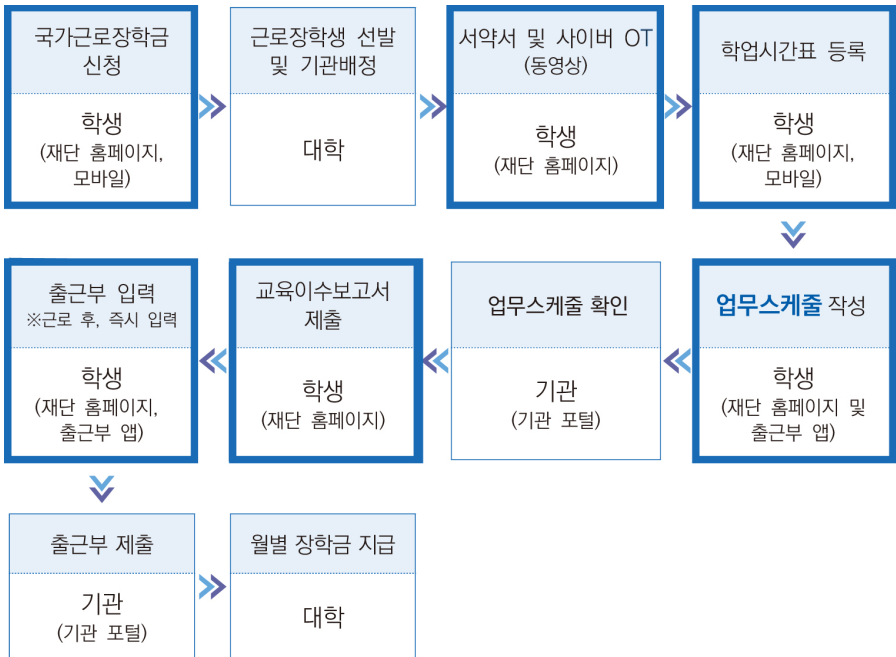 국가근로장학금
신청
학생
(재단 홈페이지,
모바일)
근로장학생 선발
및 기관배정
대학
서약서 및 사이버 OT
(동영상)
학생
(재단 홈페이지)
학업시간표 등록
학생
(재단 홈페이지,
모바일)
업무스케줄 작성
학생
(재단 홈페이지 및
출근부 앱)
업무스케줄 확인
기관
(기관 포털)
교육이수보고서
제출
학생
(재단 홈페이지)
출근부 입력
※근로 후, 즉시 입력
학생
(재단 홈페이지,
출근부 앱)
출근부 제출
기관
(기관 포털)
월별 장학금 지급
대학